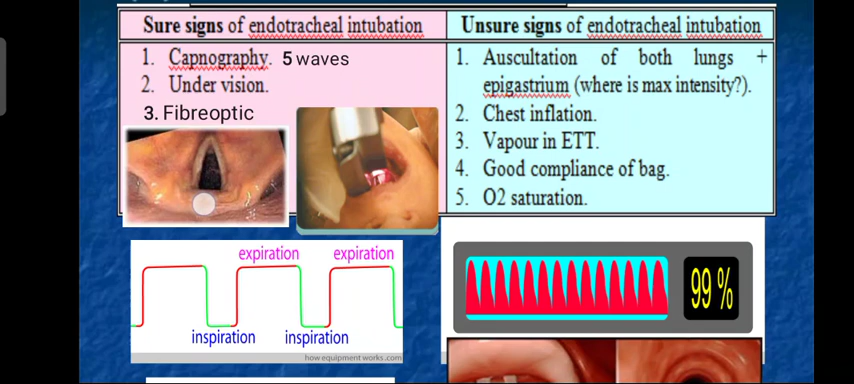 Sure signs of endotracheal intubation
1. Capnography. 5 waves
2. Under vision.
3. Fibreoptic
Unsure signs of endotracheal intubation
1. Auscultation of both lungs +
epigastrium (where is max intensity?).
2. Chest inflation.
3. Vapour in ETT.
4. Good compliance of bag.
5. O2 saturation.
expiration expiration
inspiration inspiration
how equipment works.com
99 %